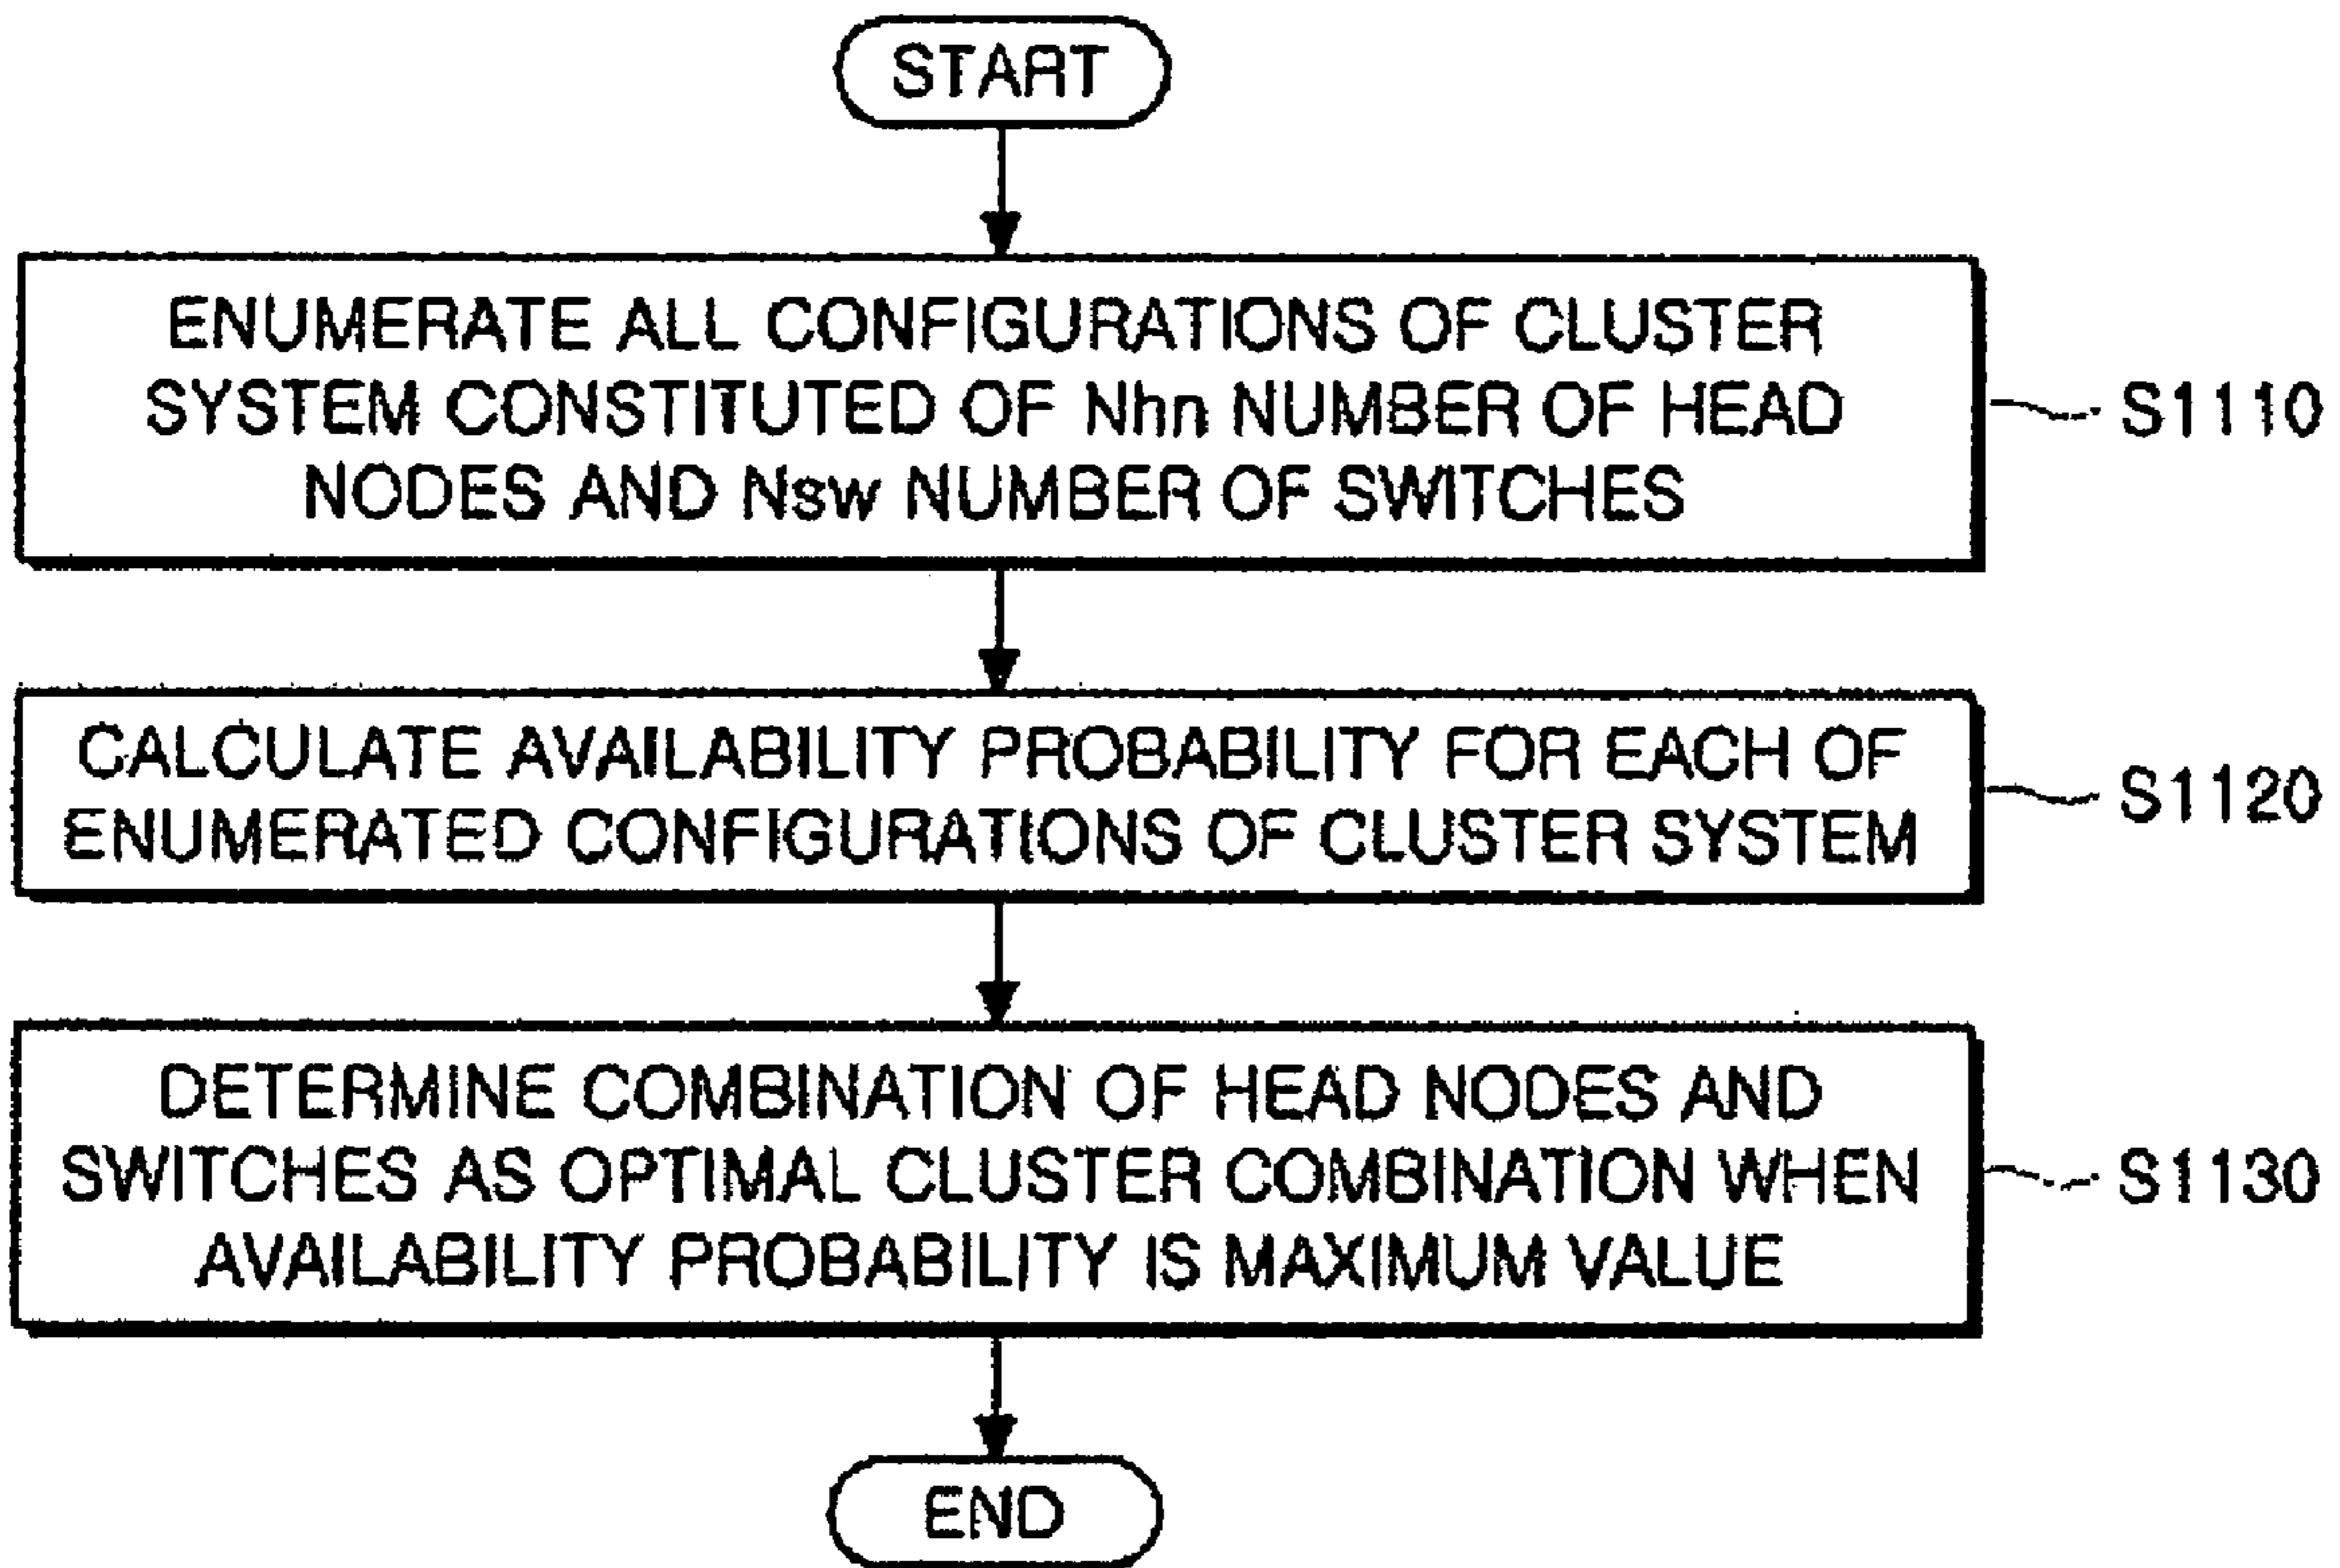 START
ENUMERATE ALL CONFIGURATIONS OF CLUSTER
SYSTEM CONSTITUTED OF Nhn NUMBER OF HEAD
NODES AND Nsw NUMBER OF SWITCHES
S1110
CALCULATE AVAILABILITY PROBABILITY FOR EACH OF
ENUMERATED CONFIGURATIONS OF CLUSTER SYSTEM
S1120
DETERMINE COMBINATION OF HEAD NODES AND
SWITCHES AS OPTIMAL CLUSTER COMBINATION WHEN
AVAILABILITY PROBABILITY IS MAXIMUM VALUE
S1130
END